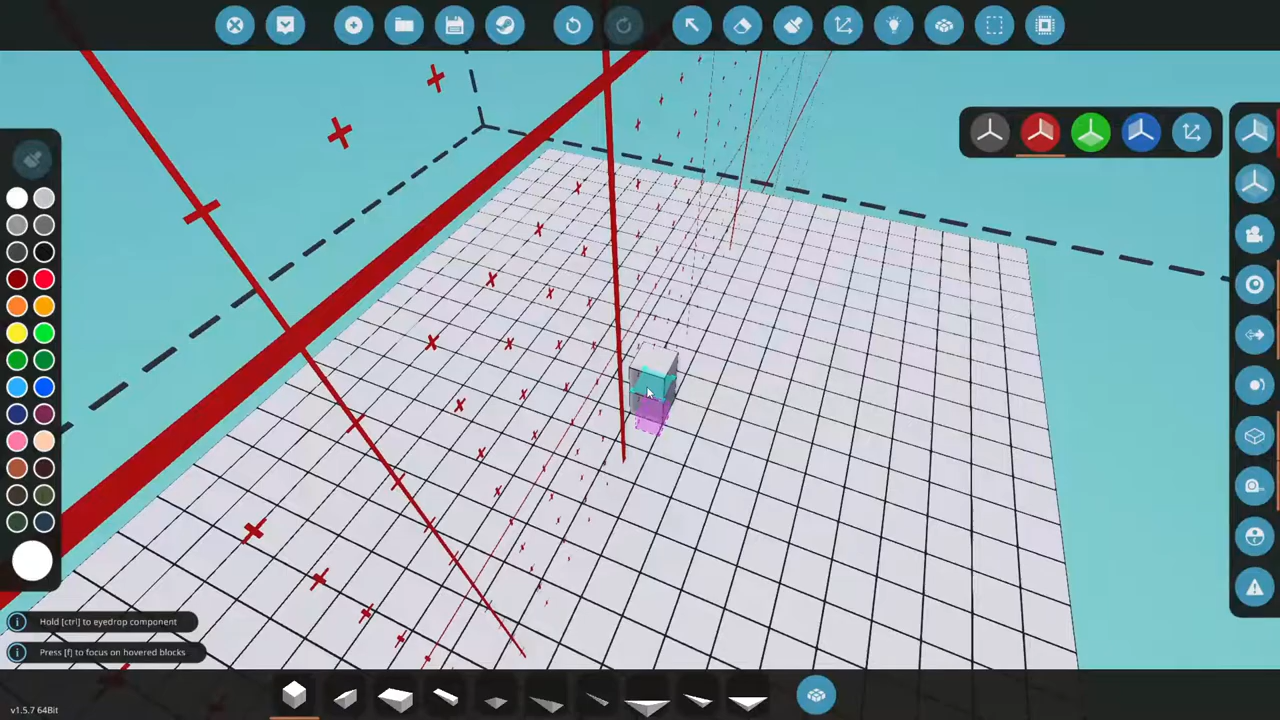 Hold [ctrl] to eyedrop component
Press [f] to focus on hovered blocks
v1.5.7 64Bit